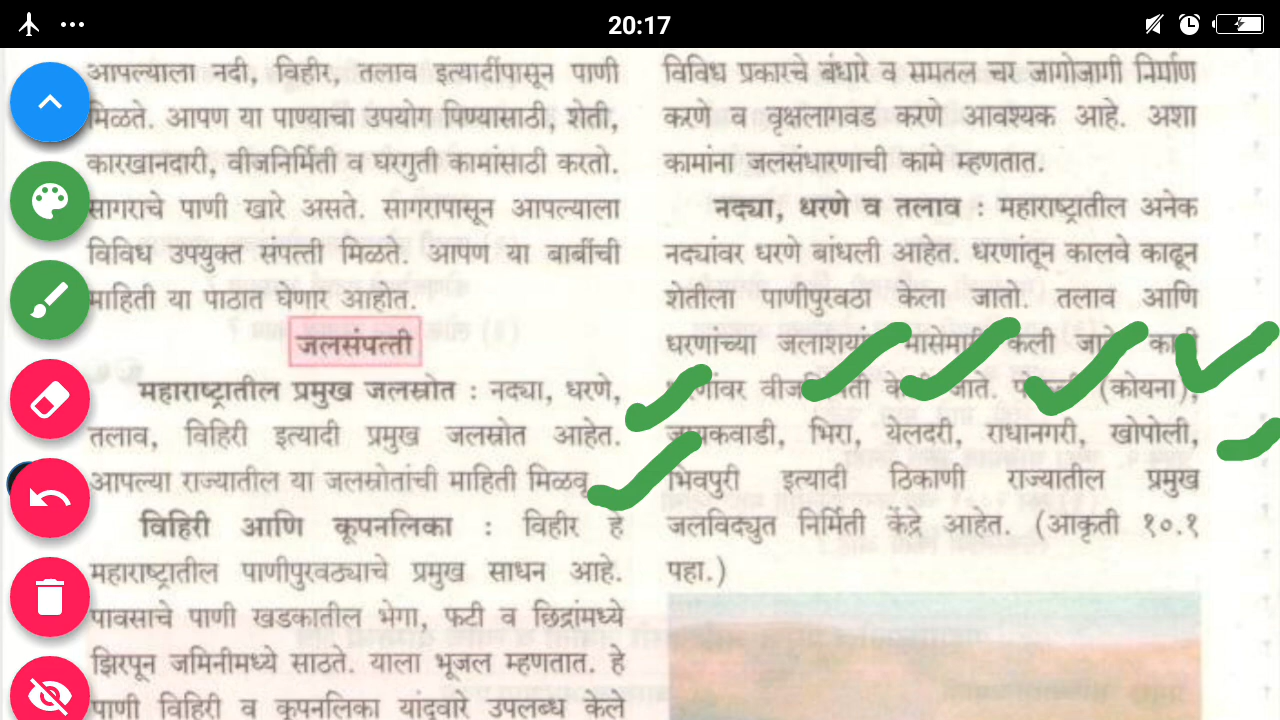 20:17
आपल्याला नदी, विहीर, तलाव इत्यादींपासून पाणी
मिळते. आपण या पाण्याचा उपयोग पिण्यासाठी, शेती,
कारखानदारी, वीजनिर्मिती व घरगुती कामांसाठी करतो.
सागराचे पाणी खारे असते. सागरापासून आपल्याला
विविध उपयुक्त संपत्ती मिळते. आपण या बाबींची
माहिती या पाठात घेणार आहोत.
जलसंपत्ती
महाराष्ट्रातील प्रमुख जलस्रोत : नद्या, धरणे,
तलाव, विहिरी इत्यादी प्रमुख जलस्रोत आहेत.
आपल्या राज्यातील या जलस्रोतांची माहिती मिळवू
विहिरी आणि कूपनलिका : विहीर हे
महाराष्ट्रातील पाणीपुरवठ्याचे प्रमुख साधन आहे.
पावसाचे पाणी खडकातील भेगा, फटी व छिद्रांमध्ये
झिरपून जमिनीमध्ये साठते. याला भूजल म्हणतात. हे
पाणी विहिरी व कूपनलिका यांद्वारे उपलब्ध केले
विविध प्रकारचे बंधारे व समतल चर जागोजागी निर्माण
करणे व वृक्षलागवड करणे आवश्यक आहे. अशा
कामांना जलसंधारणाची कामे म्हणतात.
नद्या, धरणे व तलाव : महाराष्ट्रातील अनेक
नद्यांवर धरणे बांधली आहेत. धरणांतून कालवे काढून
शेतीला पाणीपुरवठा केला जातो. तलाव आणि
धरणांच्या जलाशयां केली
जाते. (कोयना),
भिरा, येलदरी, राधानगरी, खोपोली,
भिवपुरी इत्यादी ठिकाणी राज्यातील प्रमुख
जलविद्युत निर्मिती केंद्रे आहेत. (आकृती १०.१
पहा.)